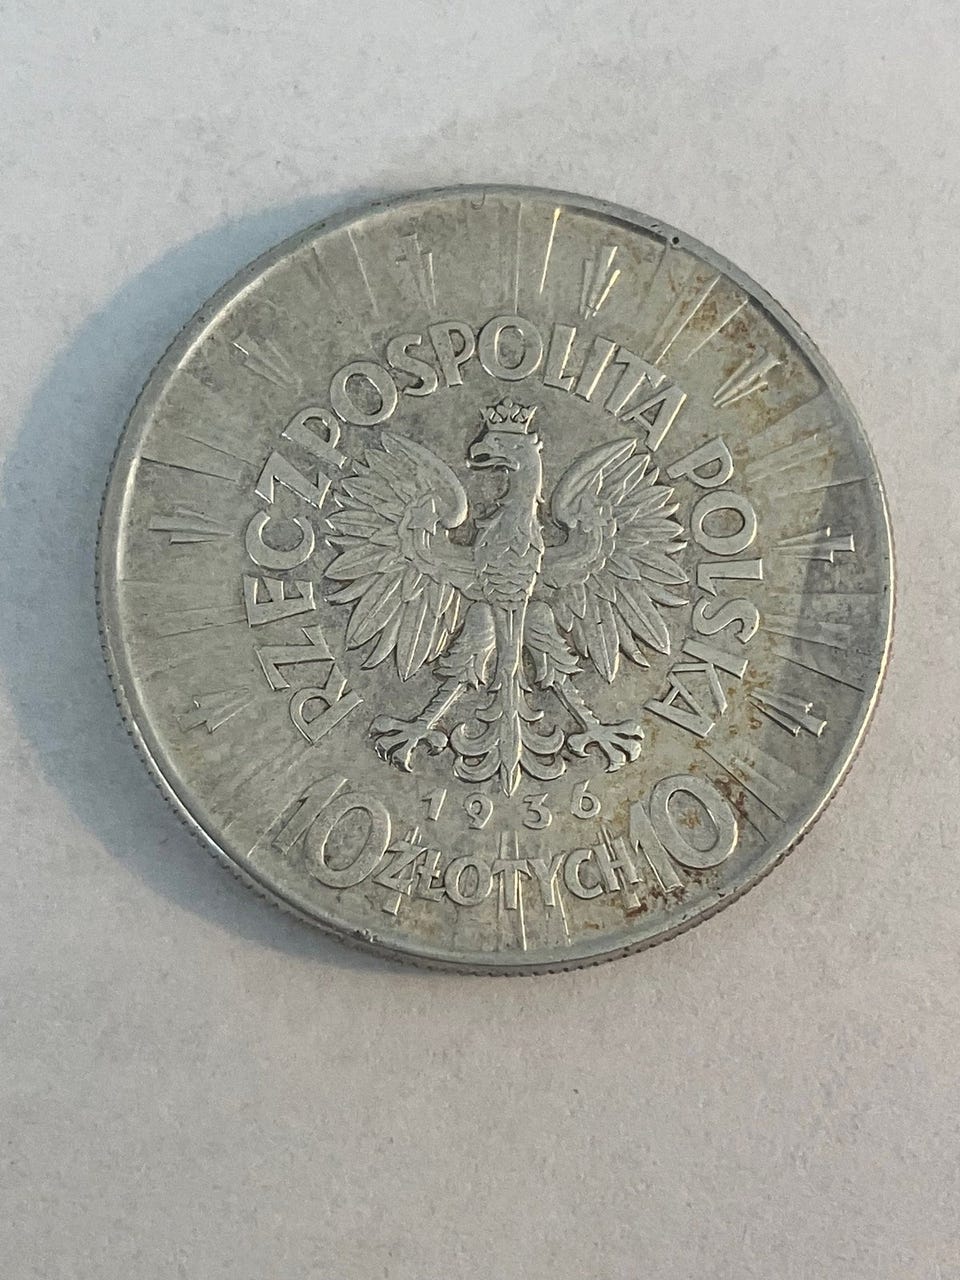 RZECZPOSPOLITA POLSKA
1936
10 ZŁOTYCH 10